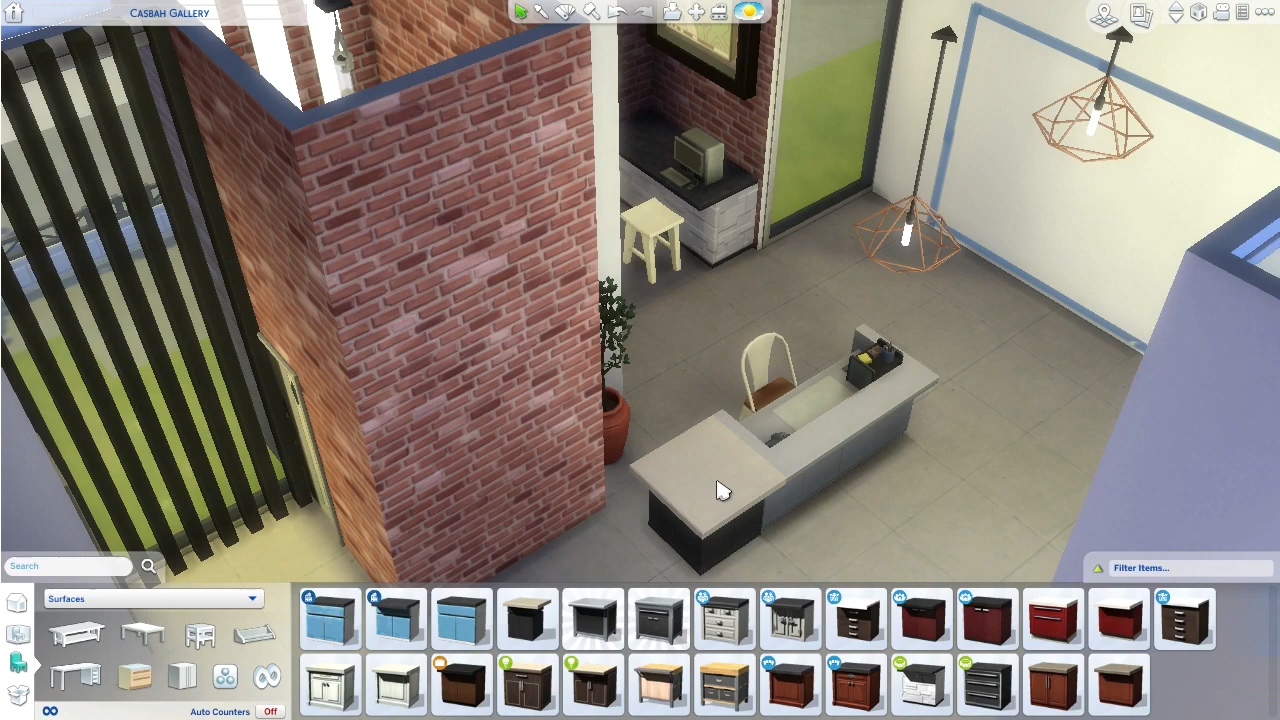 Casbah Gallery
Search
Filter Items...
Surfaces
Auto Counters Off